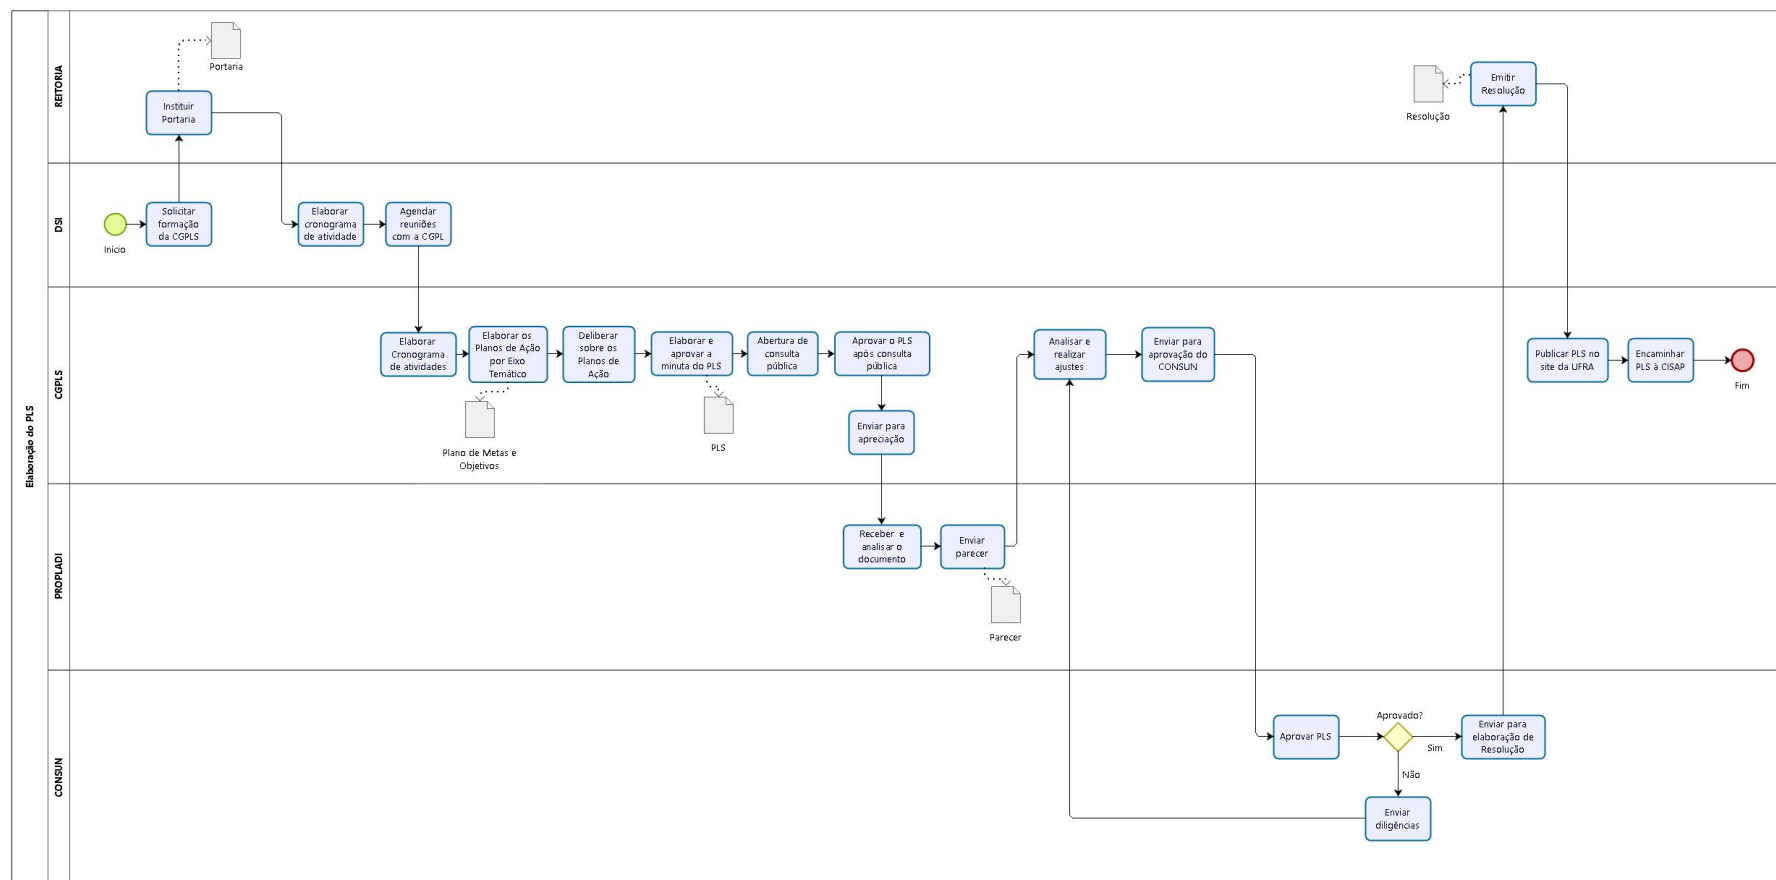 Elaboração do PLS
REITORIA
Portaria
Instituir
Portaria
Resolução
Emitir
Resolução
DSI
Início
Solicitar
formação
da CGPLS
Elaborar
cronograma
de atividade
Agendar
reuniões
com a CGPL
CGPLS
Elaborar
Cronograma
de atividades
Elaborar os
Planos de Ação
por Eixo
Temático
Plano de Metas e
Objetivos
Deliberar
sobre os
Planos de
Ação
Elaborar e
aprovar a
minuta do PLS
PLS
Abertura de
consulta
pública
Aprovar o PLS
após consulta
pública
Enviar para
apreciação
Analisar e
realizar
ajustes
Enviar para
aprovação do
CONSUN
Publicar PLS no
site da UFRA
Encaminhar
PLS à CISAP
Fim
PROPLADI
Receber e
analisar o
documento
Enviar
parecer
Parecer
CONSUN
Aprovar PLS
Aprovado?
Sim
Não
Enviar para
elaboração de
Resolução
Enviar
diligências